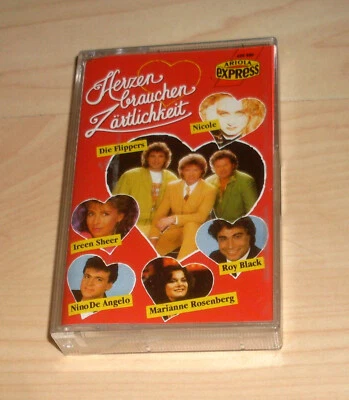 Herzen
brauchen
Zärtlichkeit
ARIOLA
EXPRESS
Nicole
Die Flippers
Ireen Sheer
Roy Black
Nino De Angelo
Marianne Rosenberg